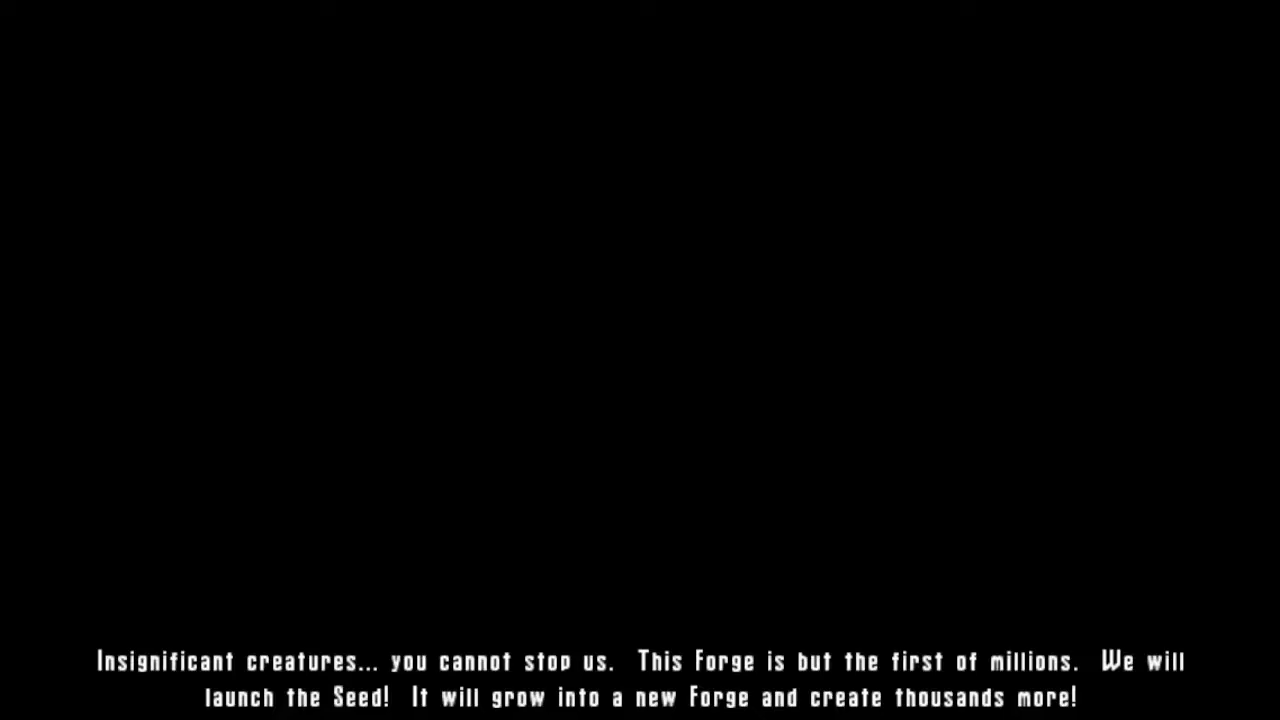 Insignificant creatures... you cannot stop us.  This Forge is but the first of millions.  We will
launch the Seed!  It will grow into a new Forge and create thousands more!